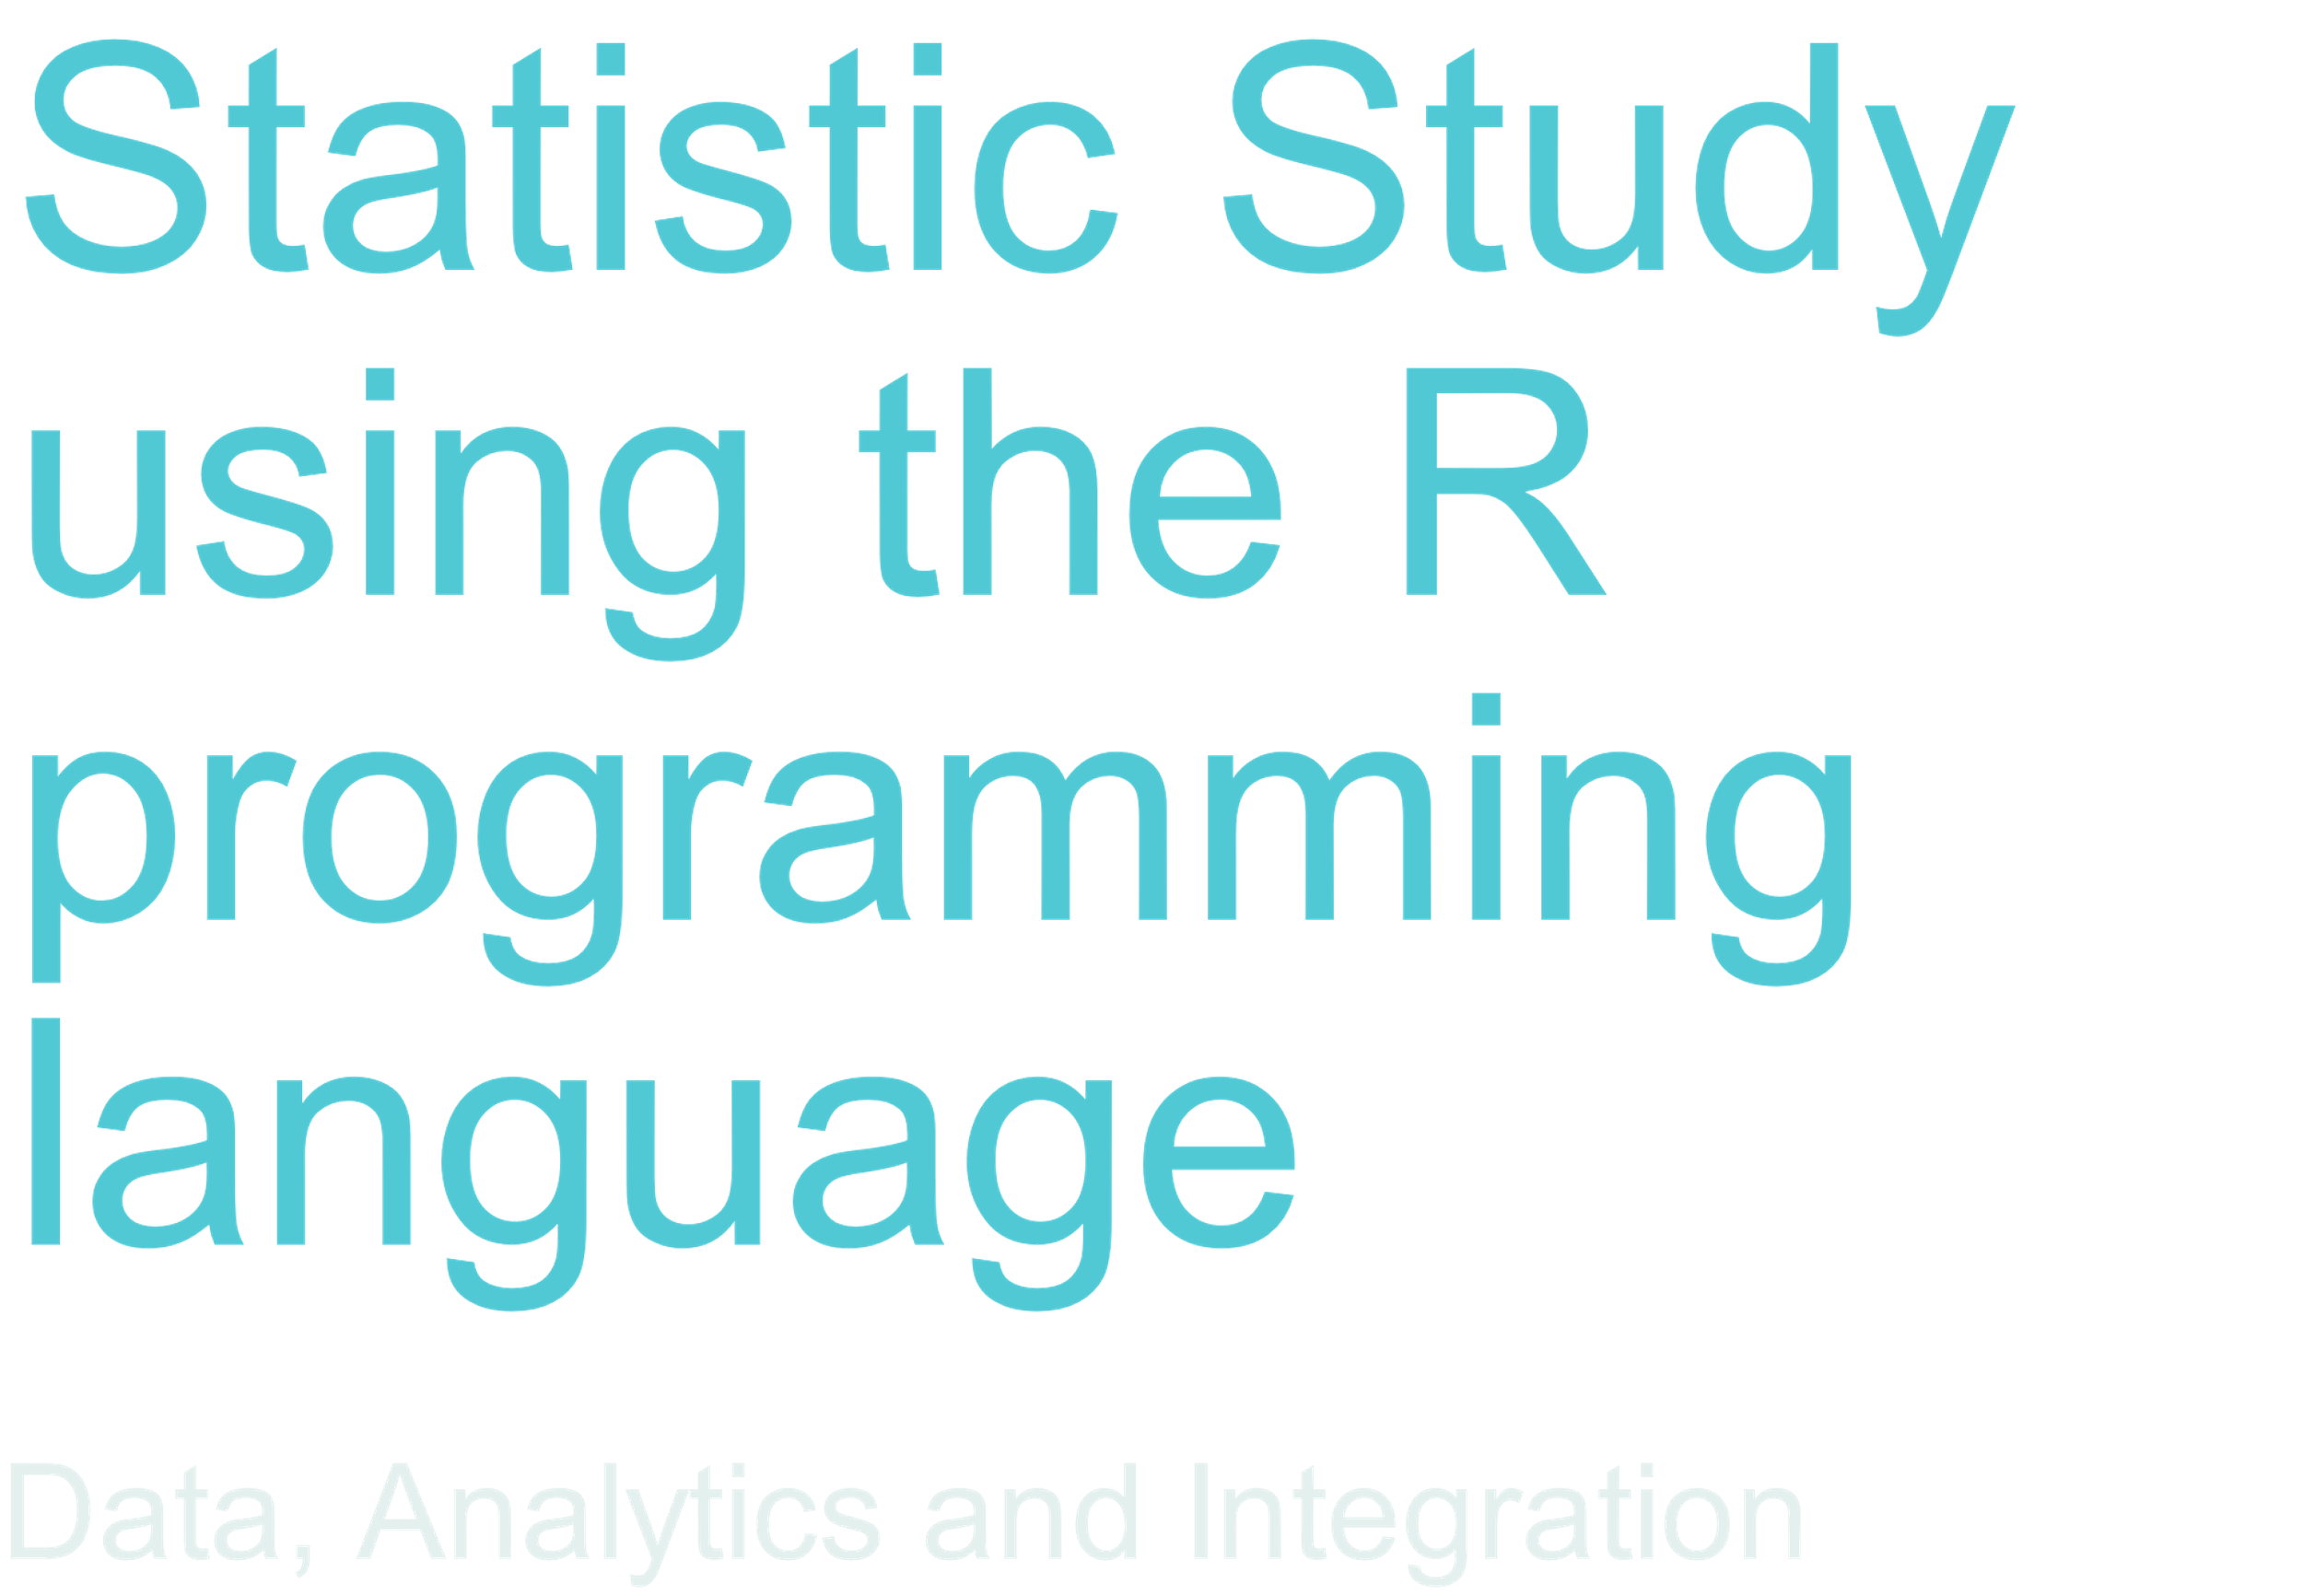 Statistic Study
using the R
programming
language
Data, Analytics and Integration